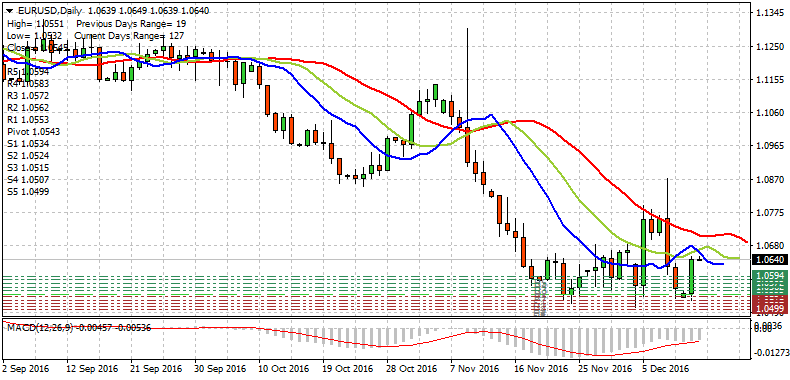 EURUSD,Daily 1.0639 1.0649 1.0639 1.0640
High= 1.0551 Previous Days Range= 19
Low= 1.0532 Current Days Range= 127
Close= 1.0545
R5 1.0594
R4 1.0583
R3 1.0572
R2 1.0562
R1 1.0553
Pivot 1.0543
S1 1.0534
S2 1.0524
S3 1.0515
S4 1.0507
S5 1.0499
1.1345
1.1250
1.1155
1.1060
1.0965
1.0870
1.0775
1.0680
1.0640
1.0594
1.0499
MACD(12,26,9) -0.00457 -0.00536
0.0036
0.00
-0.01273
2 Sep 2016
12 Sep 2016
21 Sep 2016
30 Sep 2016
10 Oct 2016
19 Oct 2016
28 Oct 2016
7 Nov 2016
16 Nov 2016
25 Nov 2016
5 Dec 2016